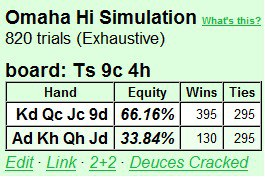 Omaha Hi Simulation What's this?
820 trials (Exhaustive)
board: Ts 9c 4h
Hand Equity Wins Ties
Kd Qc Jc 9d 66.16% 395 295
Ad Kh Qh Jd 33.84% 130 295
Edit · Link · 2+2 · Deuces Cracked